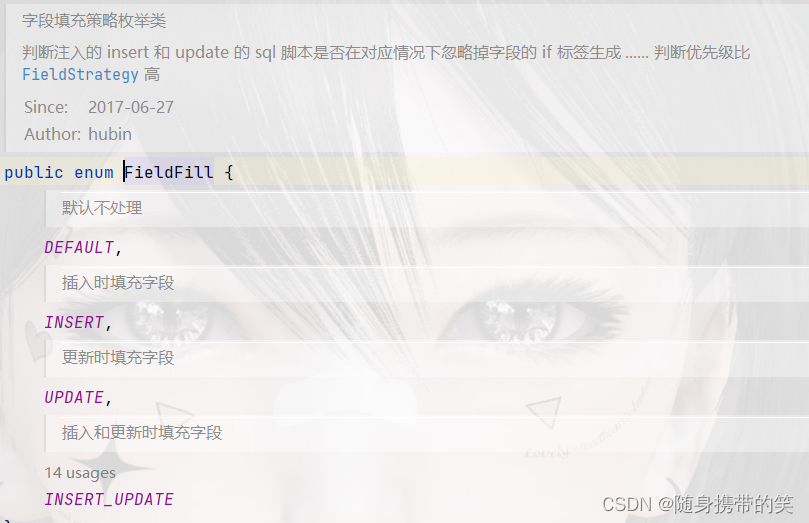 字段填充策略枚举类
判断注入的 insert 和 update 的 sql 脚本是否在对应情况下忽略掉字段的 if 标签生成 ...... 判断优先级比
FieldStrategy 高
Since: 2017-06-27
Author: hubin
public enum FieldFill {
默认不处理
DEFAULT,
插入时填充字段
INSERT,
更新时填充字段
UPDATE,
插入和更新时填充字段
14 usages
INSERT_UPDATE
CSDN @随身携带的笑